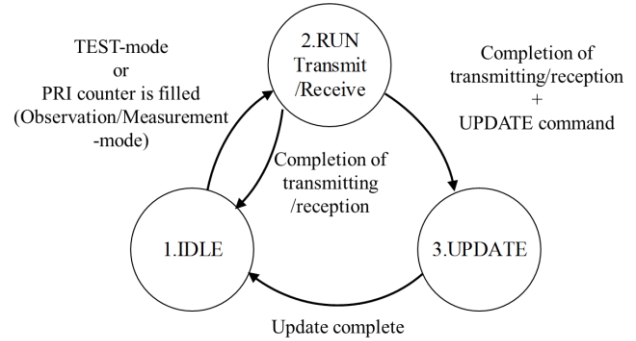 TEST-mode
or
PRI counter is filled
(Observation/Measurement
-mode)
2.RUN
Transmit
/Receive
Completion of
transmitting/reception
+
UPDATE command
Completion of
transmitting
/reception
1.IDLE
3.UPDATE
Update complete